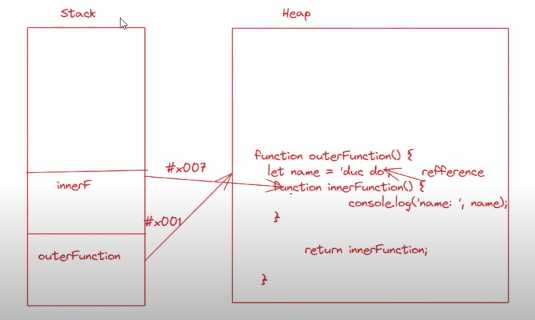 Stack
Heap
function outerFunction() {
#x007
let name = 'duc do';
refference
innerF
function innerFunction() {
console.log('name: ', name);
#x001
}
outerFunction
return innerFunction;
}